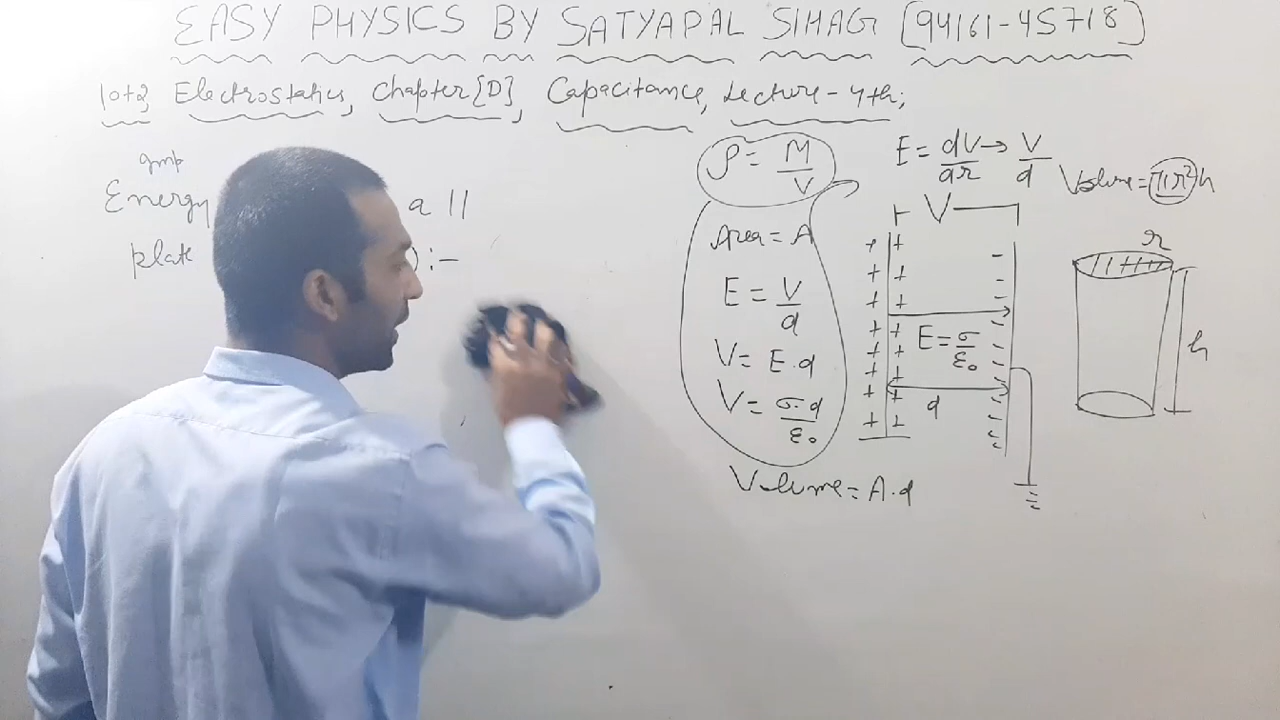 EASY PHYSICS BY SATYAPAL SIHAG [94161-45718]
10+2, Electrostatics, Chapter [D], Capacitance, Lecture-4th;
Imp
Energy a ||
plate ):-
ρ = M/V
Area = A
E = V/d
V = E.d
V = σ.d/ε₀
Volume = A.d
E = dV/dr → V/d
V
+ + + + + + + +
+ + + + + + + +
- - - - - - - - - -
E = σ/ε₀
d
Volume = πr²h
r
h